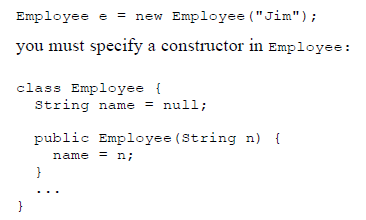 Employee e = new Employee("Jim");
you must specify a constructor in Employee:
class Employee {
  String name = null;
  public Employee(String n) {
    name = n;
  }
  ...
}